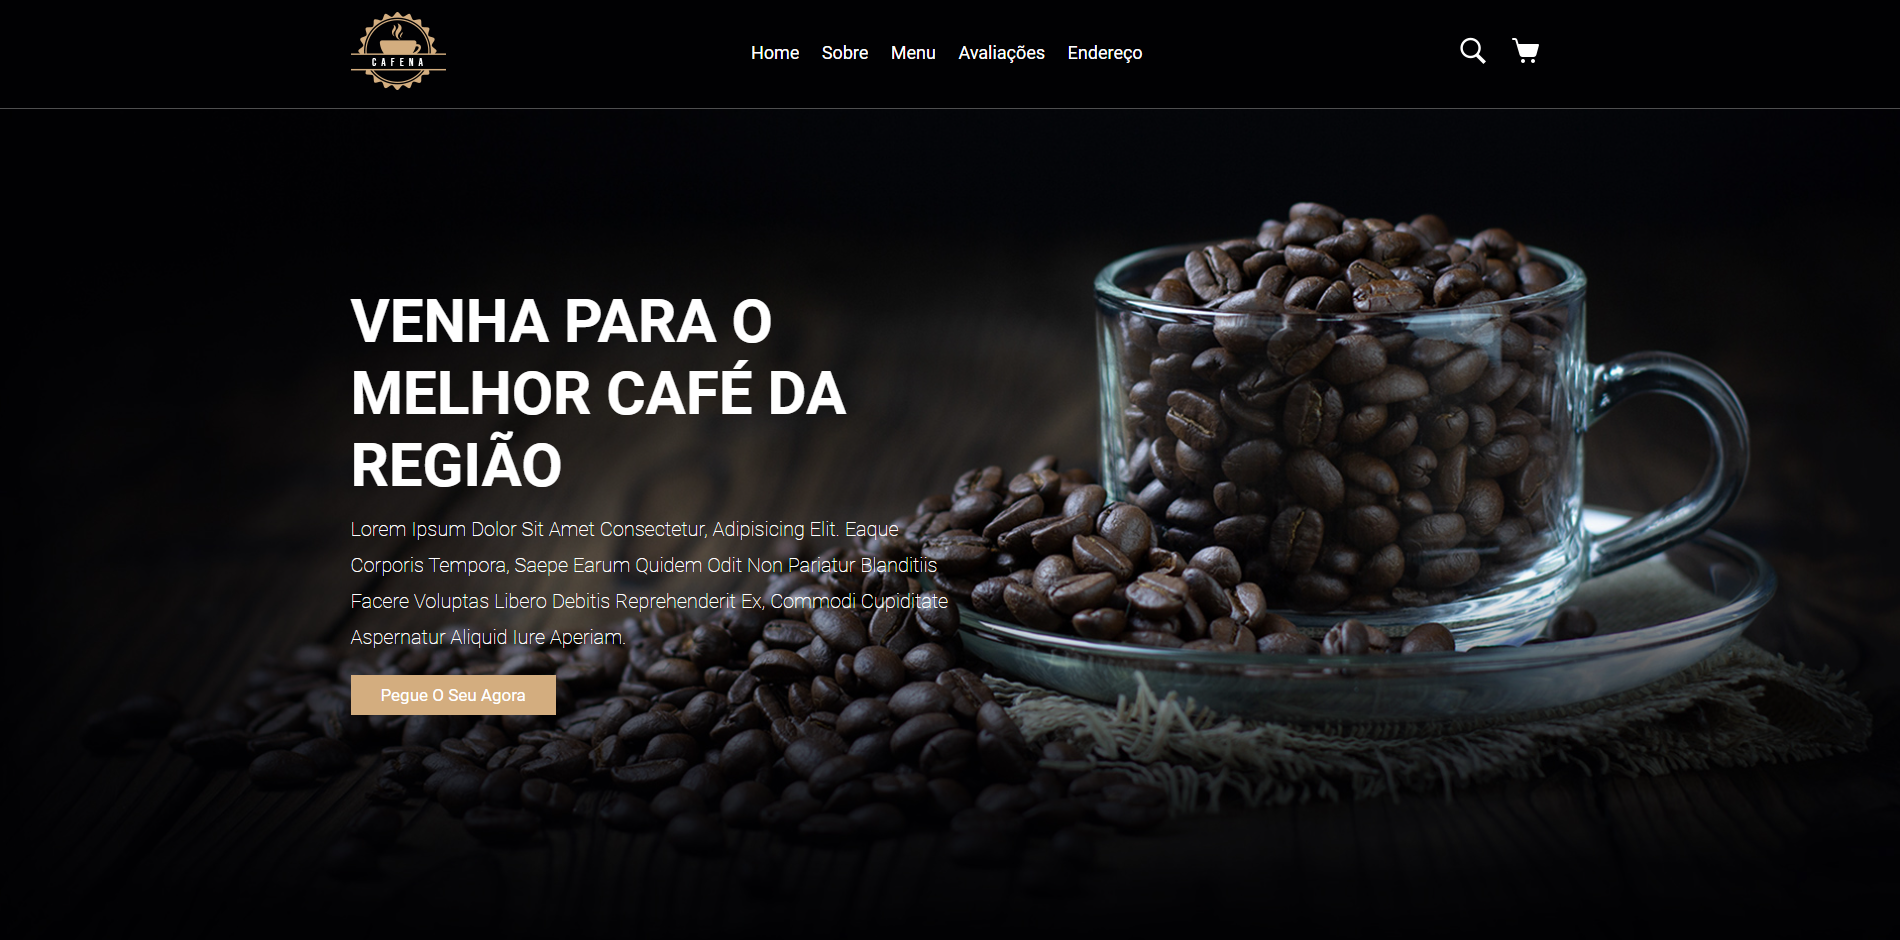 CAFENA
Home Sobre Menu Avaliações Endereço
VENHA PARA O
MELHOR CAFÉ DA
REGIÃO
Lorem Ipsum Dolor Sit Amet Consectetur, Adipisicing Elit. Eaque
Corporis Tempora, Saepe Earum Quidem Odit Non Pariatur Blanditiis
Facere Voluptas Libero Debitis Reprehenderit Ex, Commodi Cupiditate
Aspernatur Aliquid Iure Aperiam.
Pegue O Seu Agora